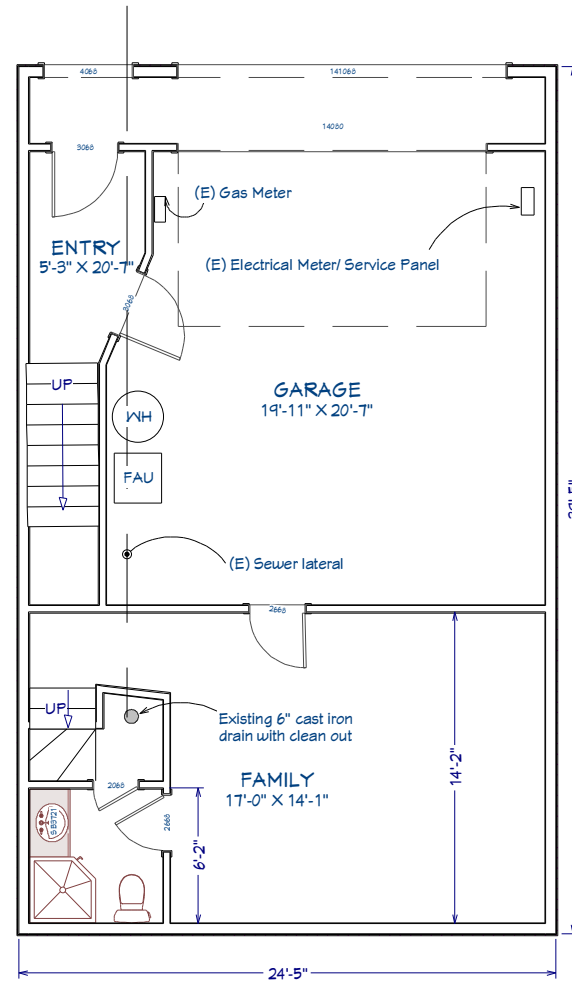 4068
141068
14080
3068
(E) Gas Meter
ENTRY
5'-3" X 20'-7"
(E) Electrical Meter/ Service Panel
3068
UP
GARAGE
19'-11" X 20'-7"
WH
FAU
(E) Sewer lateral
2668
UP
Existing 6" cast iron
drain with clean out
14'-2"
FAMILY
17'-0" X 14'-1"
2068
2668
6'-2"
24'-5"